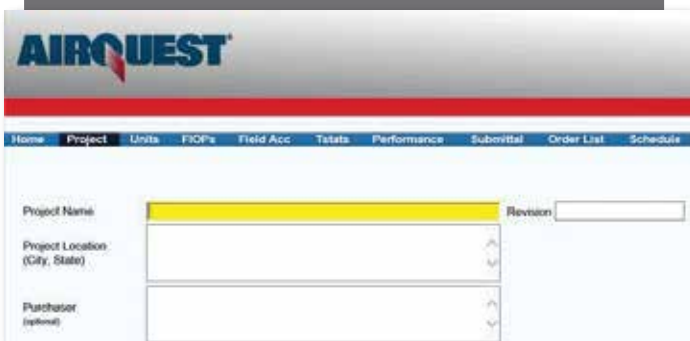 AIRQUEST
Home Project Units FIOPs Field Acc Tstats Performance Submittal Order List Schedule
Project Name Revision
Project Location
(City, State)
Purchaser
(optional)